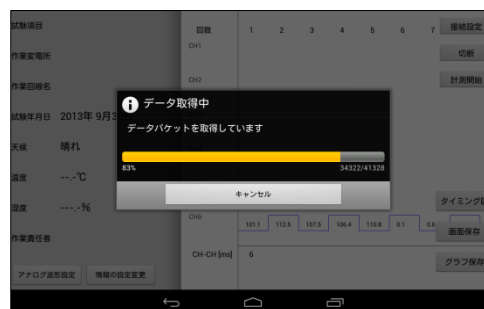 試験項目
回数 1 2 3 4 5 6 7
接続設定
CH1
切断
作業変電所
CH2
計測開始
作業回線名
データ取得中
試験年月日 2013年 9月3
データパケットを取得しています
天候 晴れ
83% 34322/41328
温度 --.-℃
キャンセル
湿度 ---.-%
タイミング
CH6
101.1 112.5 107.5 106.4 110.8 0.1 0.6
画面保存
作業責任者
CH-CH [ms] 6
グラフ保存
アナログ波形設定 情報の設定変更